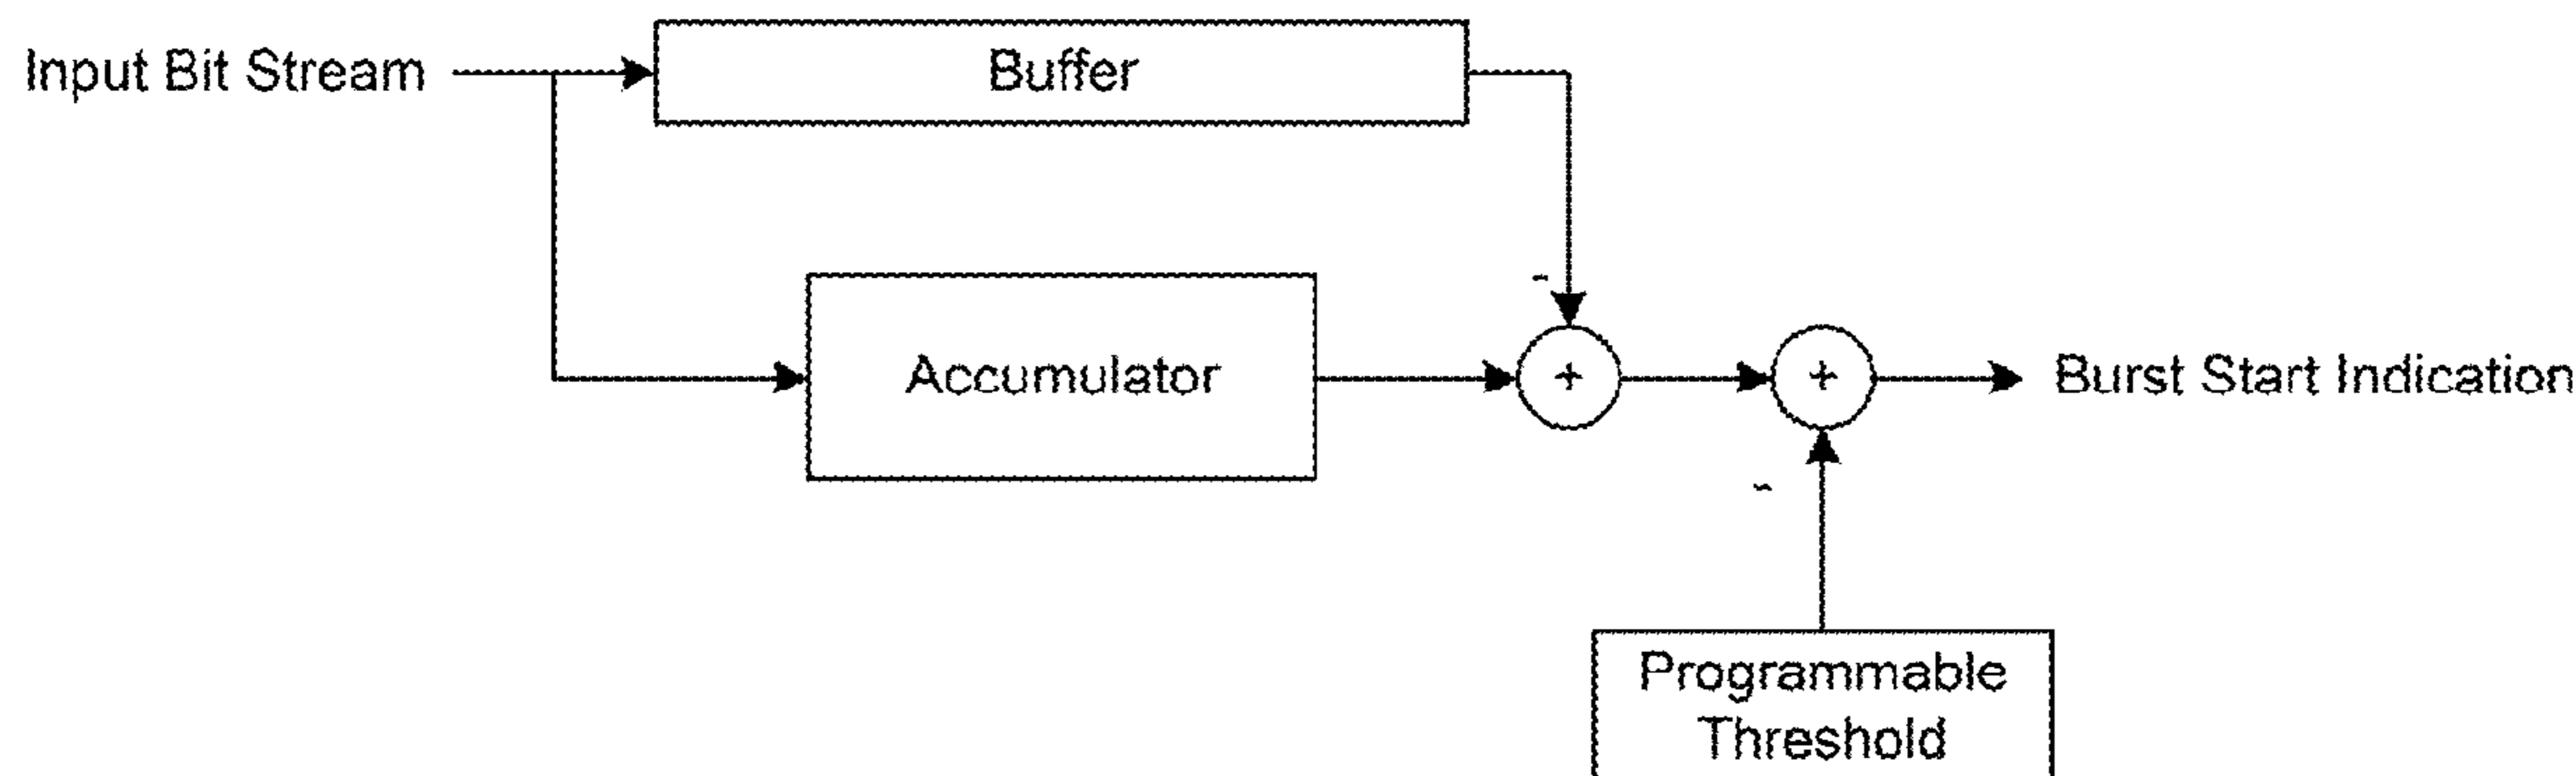 Input Bit Stream
Buffer
-
Accumulator
+
+
Burst Start Indication
-
Programmable
Threshold